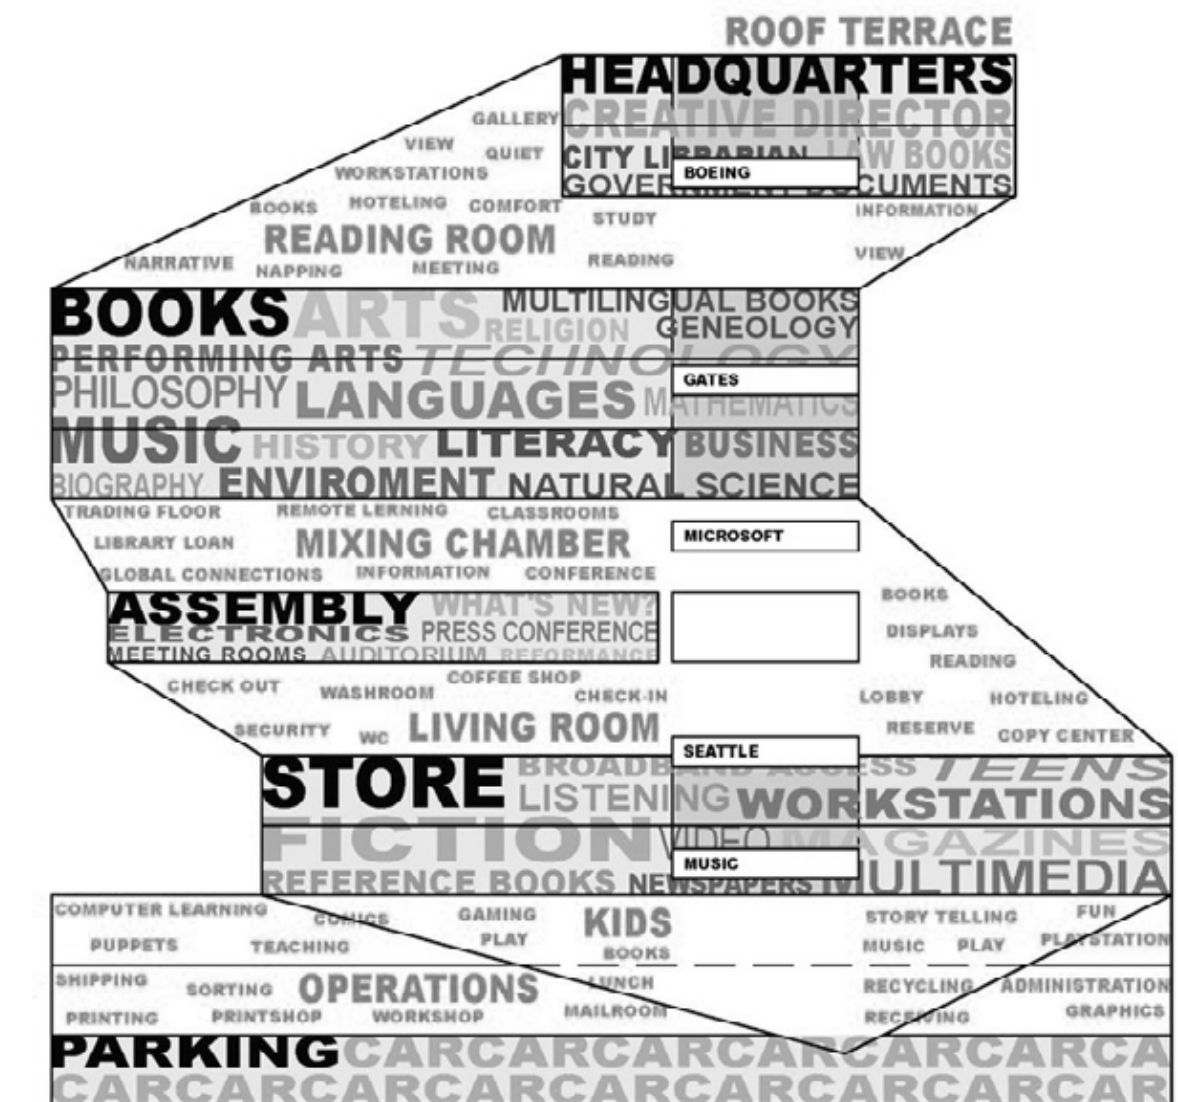 ROOF TERRACE
HEADQUARTERS
GALLERY CREATIVE DIRECTOR
VIEW QUIET CITY LIBRARIAN LAW BOOKS
WORKSTATIONS BOEING
GOVERNMENT DOCUMENTS
BOOKS HOTELING COMFORT STUDY INFORMATION
READING ROOM
NARRATIVE NAPPING MEETING READING VIEW
BOOKS ARTS MULTILINGUAL BOOKS
RELIGION GENEOLOGY
PERFORMING ARTS TECHNOLOGY
GATES
PHILOSOPHY LANGUAGES MATHEMATICS
MUSIC HISTORY LITERACY BUSINESS
BIOGRAPHY ENVIROMENT NATURAL SCIENCE
TRADING FLOOR REMOTE LERNING CLASSROOMS
LIBRARY LOAN MIXING CHAMBER MICROSOFT
GLOBAL CONNECTIONS INFORMATION CONFERENCE
ASSEMBLY WHAT'S NEW? BOOKS
ELECTRONICS PRESS CONFERENCE DISPLAYS
MEETING ROOMS AUDITORIUM REFORMANCE READING
CHECK OUT WASHROOM COFFEE SHOP CHECK-IN LOBBY HOTELING
SECURITY WC LIVING ROOM RESERVE COPY CENTER
SEATTLE
STORE BROADBAND ACCESS TEENS
LISTENING WORKSTATIONS
FICTION VIDEO MAGAZINES
MUSIC
REFERENCE BOOKS NEWSPAPERS MULTIMEDIA
COMPUTER LEARNING COMICS GAMING KIDS STORY TELLING FUN
PUPPETS TEACHING PLAY BOOKS MUSIC PLAY PLAYSTATION
SHIPPING SORTING OPERATIONS LUNCH RECYCLING ADMINISTRATION
PRINTING PRINTSHOP WORKSHOP MAILROOM RECEIVING GRAPHICS
PARKING CARCARCARCARCARCARCARCA
CARCARCARCARCARCARCARCARCARCAR